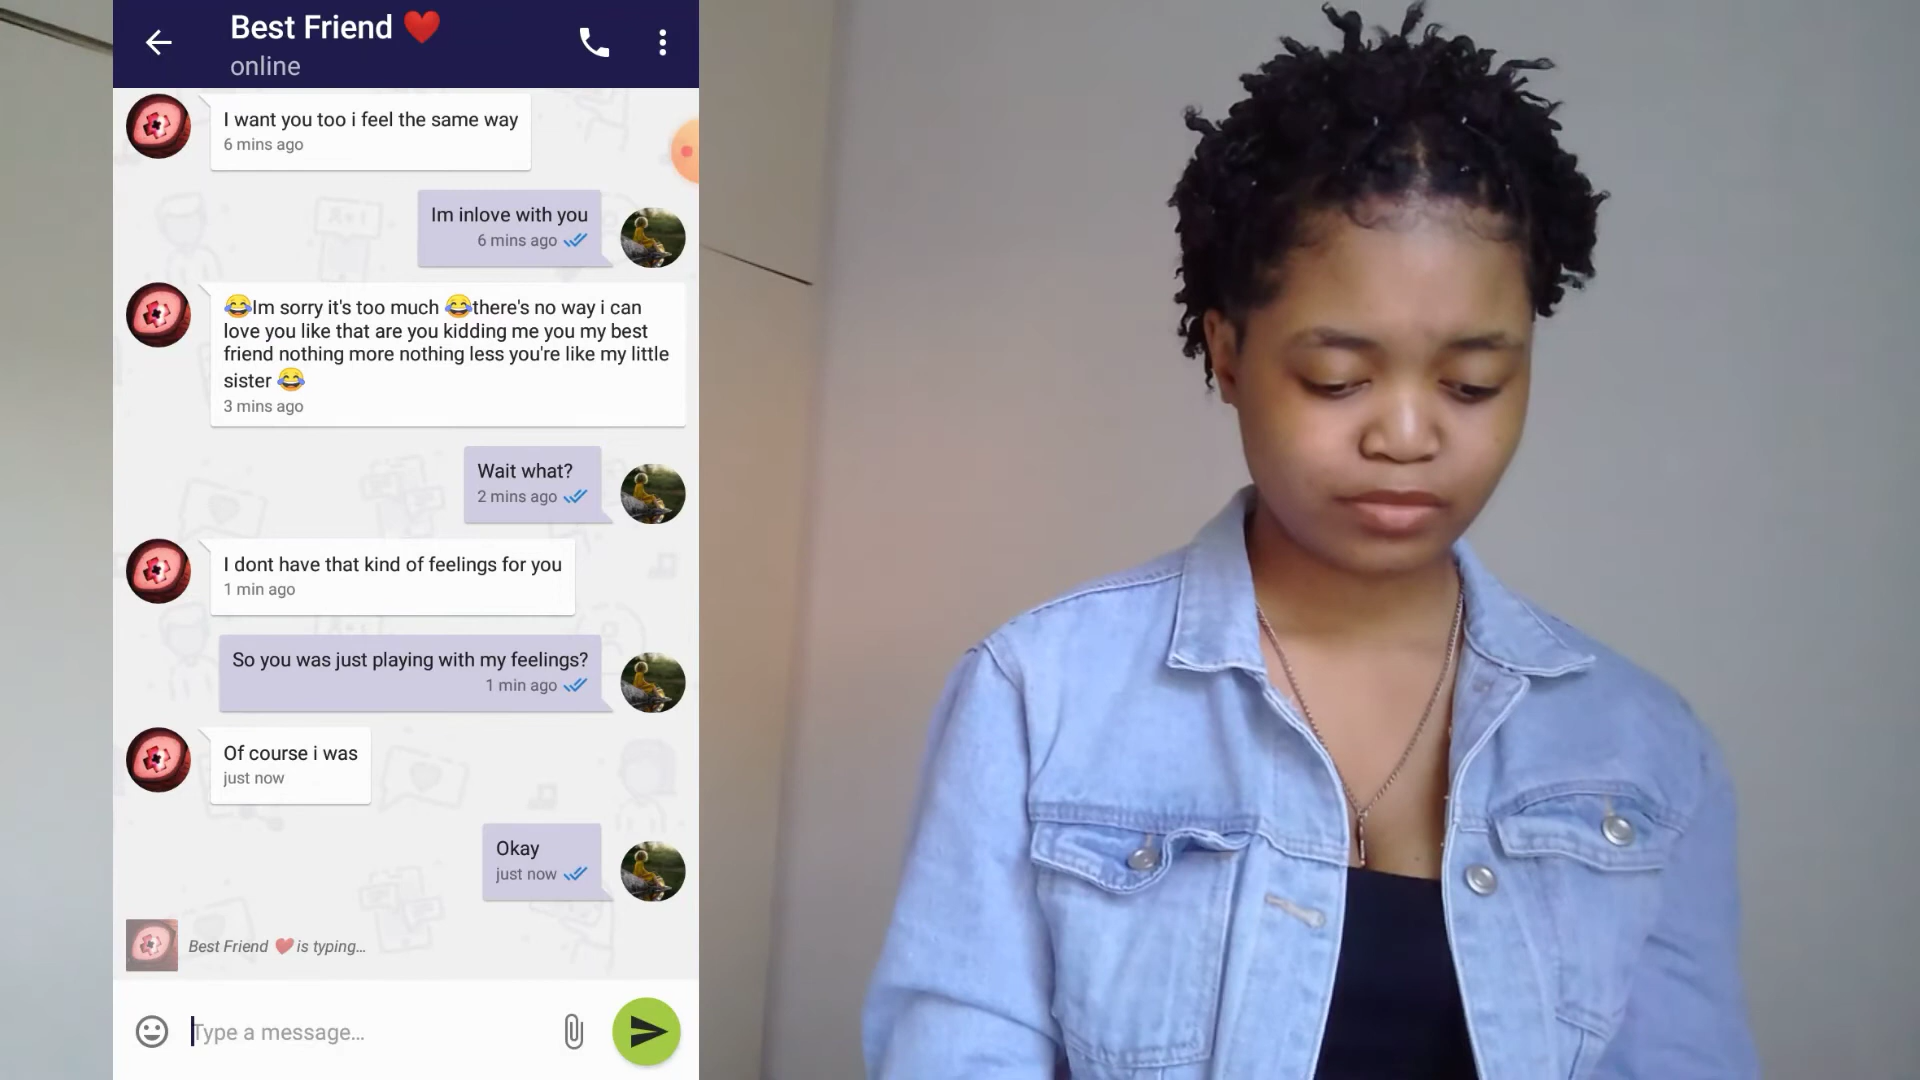 Best Friend ❤️
online
I want you too i feel the same way
6 mins ago
Im inlove with you
6 mins ago
😂Im sorry it's too much 😂there's no way i can
love you like that are you kidding me you my best
friend nothing more nothing less you're like my little
sister 😂
3 mins ago
Wait what?
2 mins ago
I dont have that kind of feelings for you
1 min ago
So you was just playing with my feelings?
1 min ago
Of course i was
just now
Okay
just now
Best Friend ❤️ is typing...
Type a message...